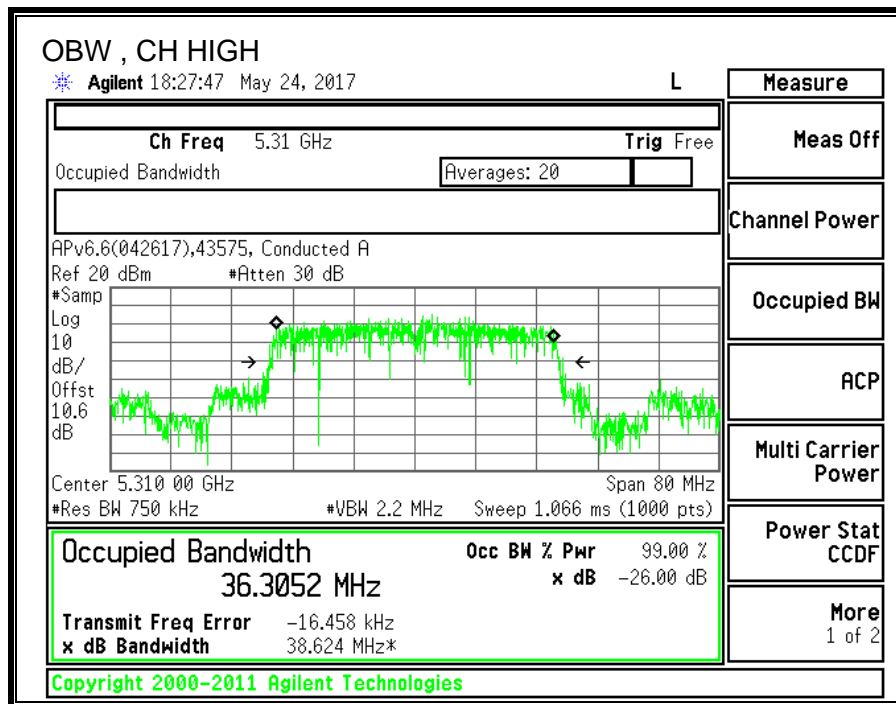 OBW , CH HIGH
Agilent 18:27:47 May 24, 2017 L Measure
Ch Freq 5.31 GHz Trig Free
Meas Off
Occupied Bandwidth Averages: 20
Channel Power
APv6.6(042617),43575, Conducted A
Ref 20 dBm #Atten 30 dB
#Samp
Log
10
dB/
Offst
10.6
dB
Occupied BW
ACP
Multi Carrier
Power
Center 5.310 00 GHz Span 80 MHz
#Res BW 750 kHz #VBW 2.2 MHz Sweep 1.066 ms (1000 pts)
Power Stat
CCDF
Occupied Bandwidth Occ BW % Pwr 99.00 %
36.3052 MHz x dB -26.00 dB
Transmit Freq Error -16.458 kHz
x dB Bandwidth 38.624 MHz*
More
1 of 2
Copyright 2000-2011 Agilent Technologies